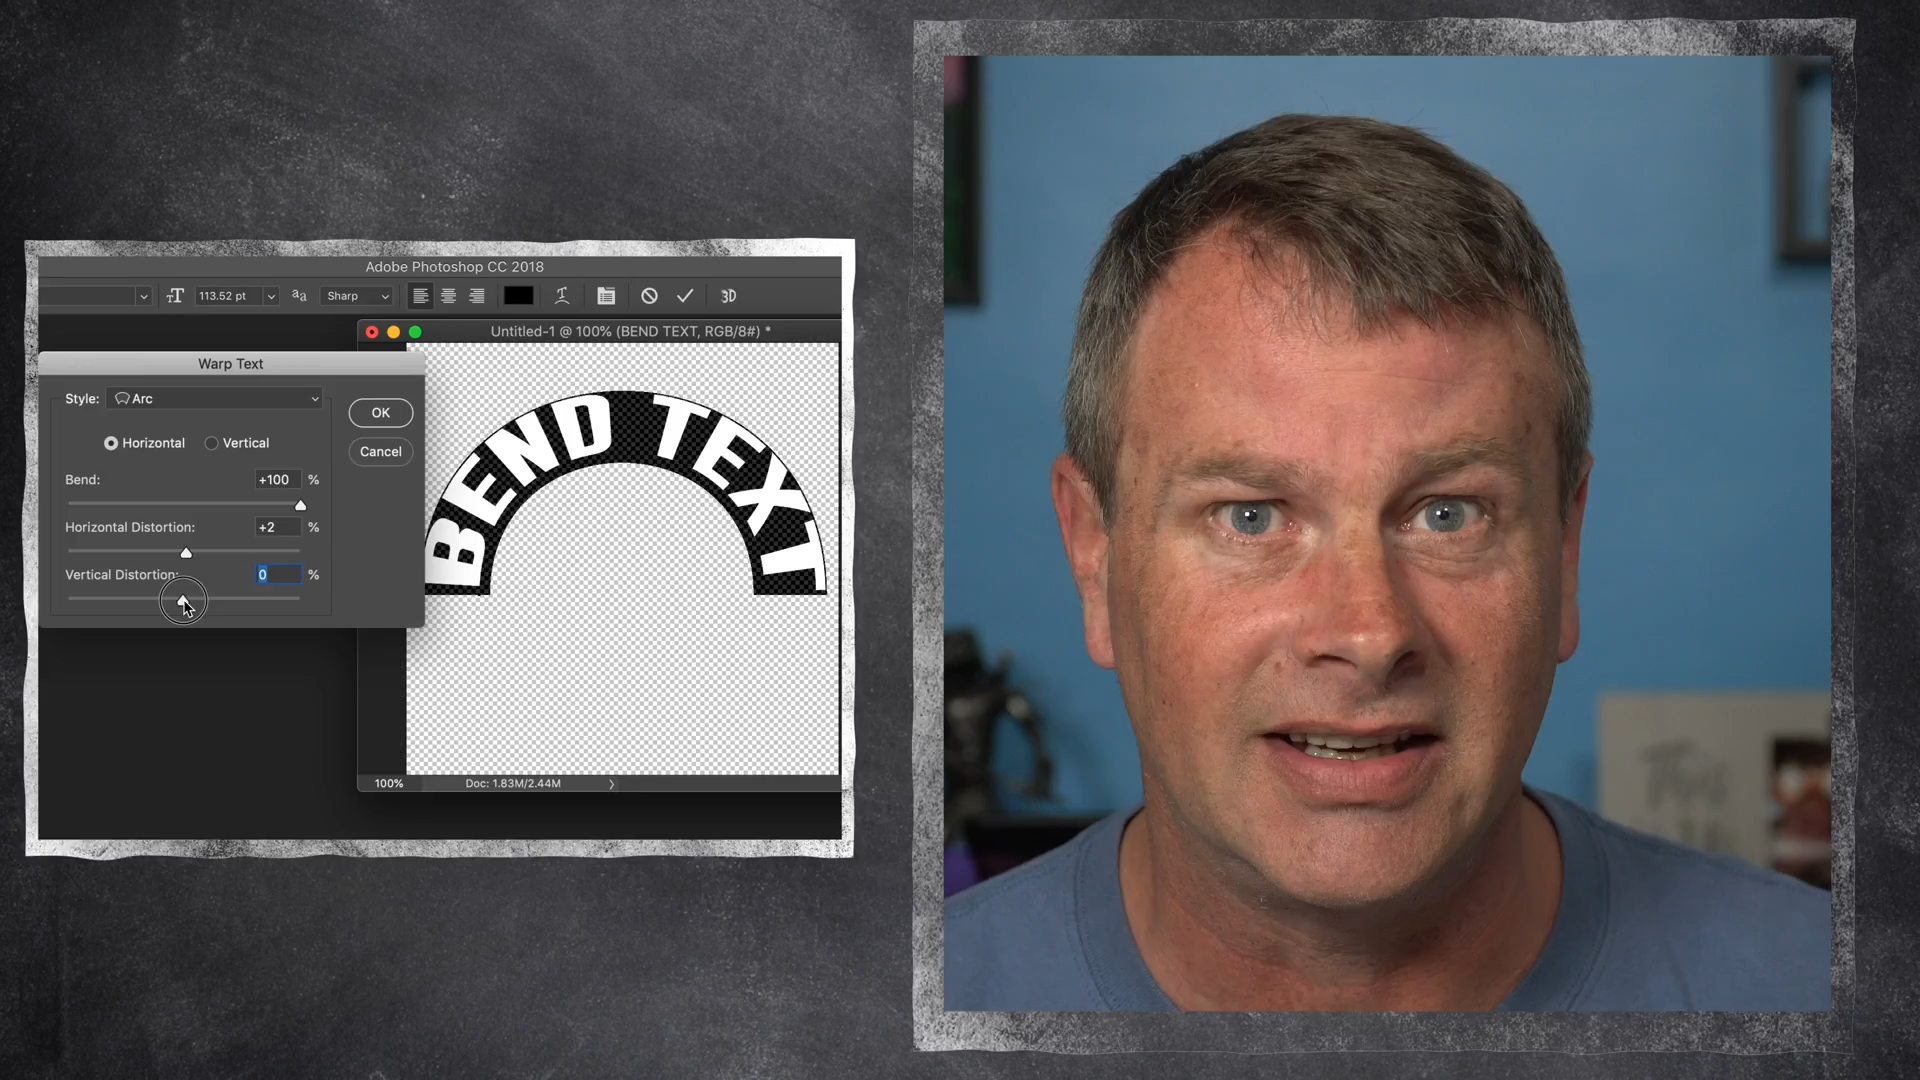 Adobe Photoshop CC 2018
113.52 pt
aa
Sharp
3D
Untitled-1 @ 100% (BEND TEXT, RGB/8#) *
Warp Text
Style: Arc
OK
Horizontal Vertical
Cancel
Bend: +100 %
Horizontal Distortion: +2 %
Vertical Distortion: 0 %
BEND TEXT
100% Doc: 1.83M/2.44M